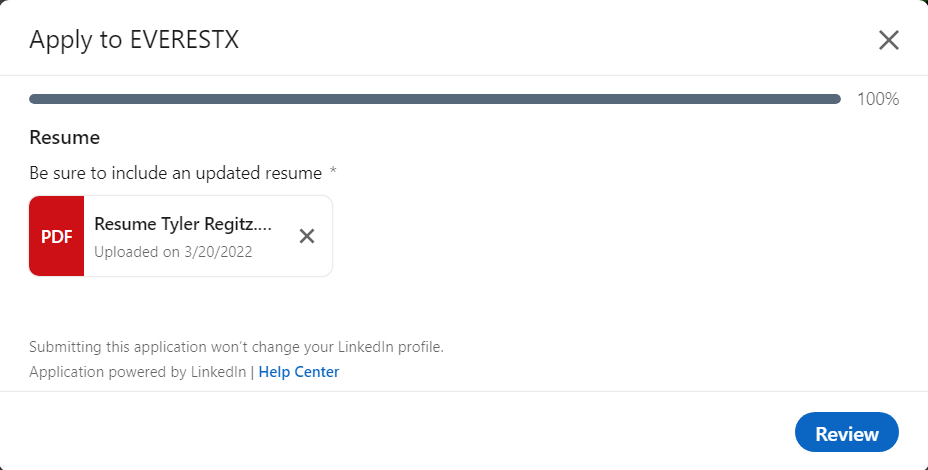 Apply to EVERESTX
100%
Resume
Be sure to include an updated resume *
PDF
Resume Tyler Regitz....
Uploaded on 3/20/2022
Submitting this application won't change your LinkedIn profile.
Application powered by LinkedIn | Help Center
Review